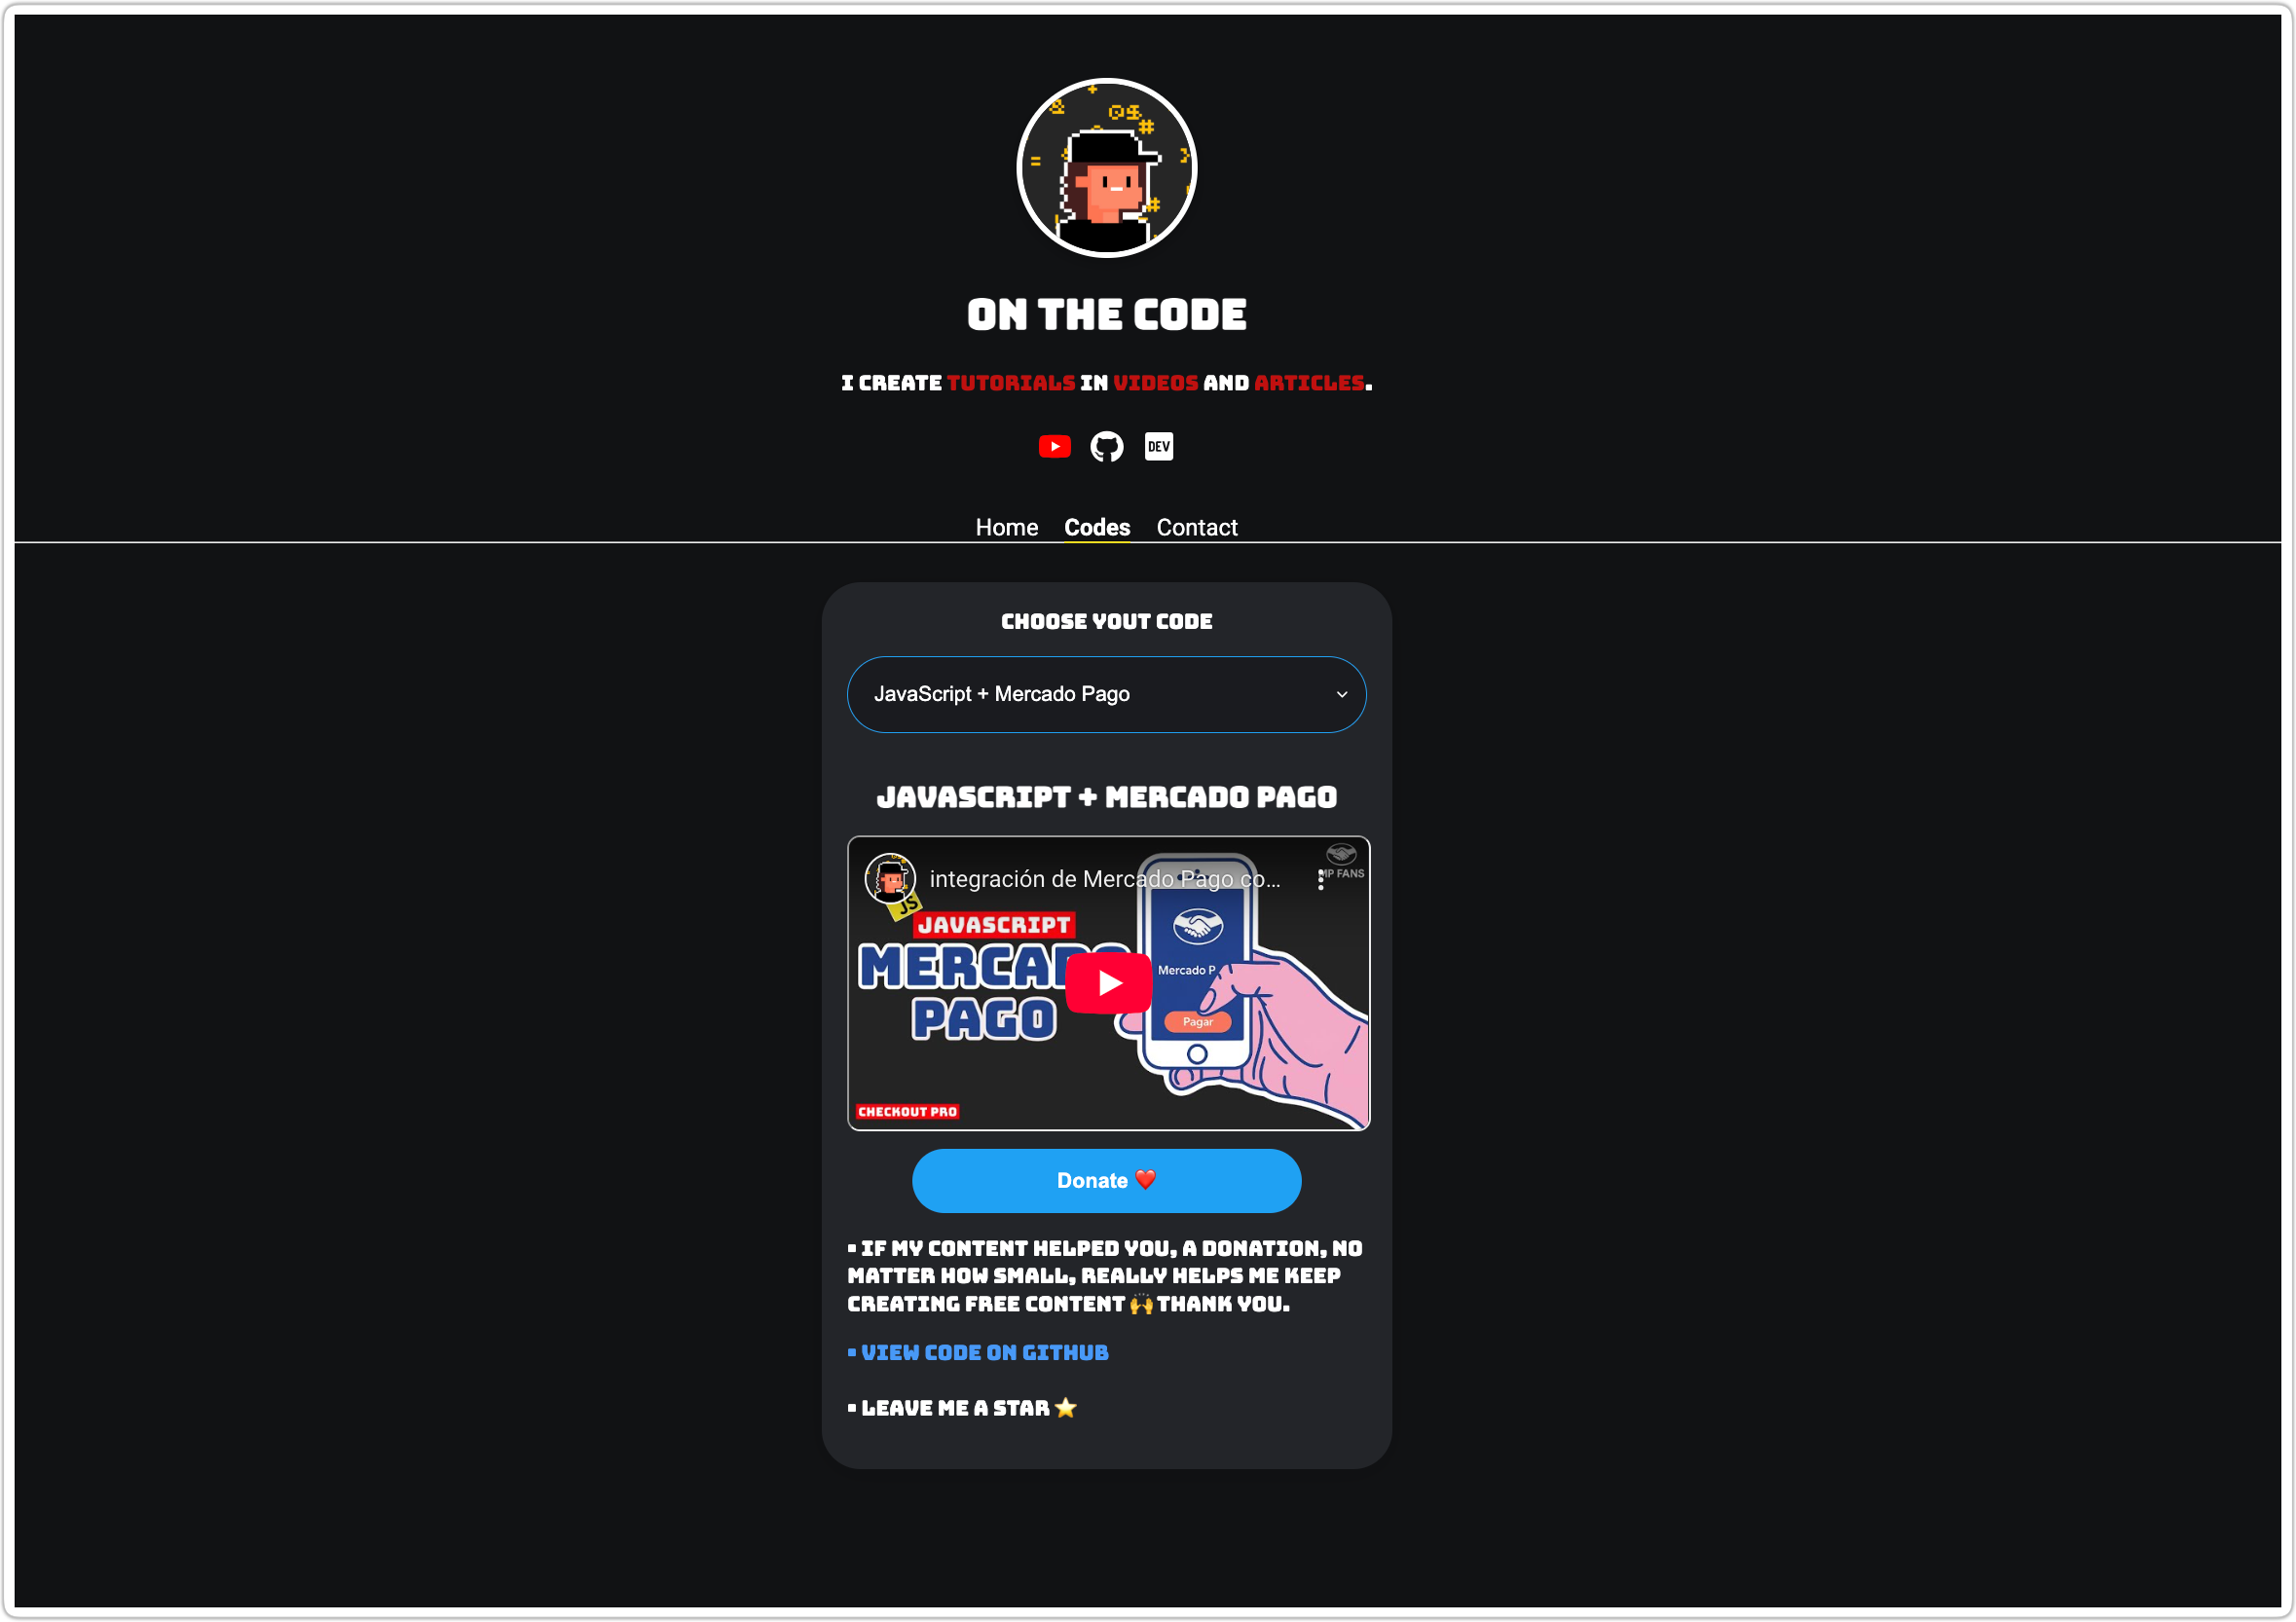 ON THE CODE
I CREATE TUTORIALS IN VIDEOS AND ARTICLES.
DEV
Home Codes Contact
CHOOSE YOUT CODE
JavaScript + Mercado Pago
JAVASCRIPT + MERCADO PAGO
integración de Mercado Pago co...
MP FANS
JS
JAVASCRIPT
MERCADO
PAGO
Mercado P
Pagar
CHECKOUT PRO
Donate ❤️
▪ IF MY CONTENT HELPED YOU, A DONATION, NO
MATTER HOW SMALL, REALLY HELPS ME KEEP
CREATING FREE CONTENT 🙌 THANK YOU.
▪ VIEW CODE ON GITHUB
▪ LEAVE ME A STAR ⭐